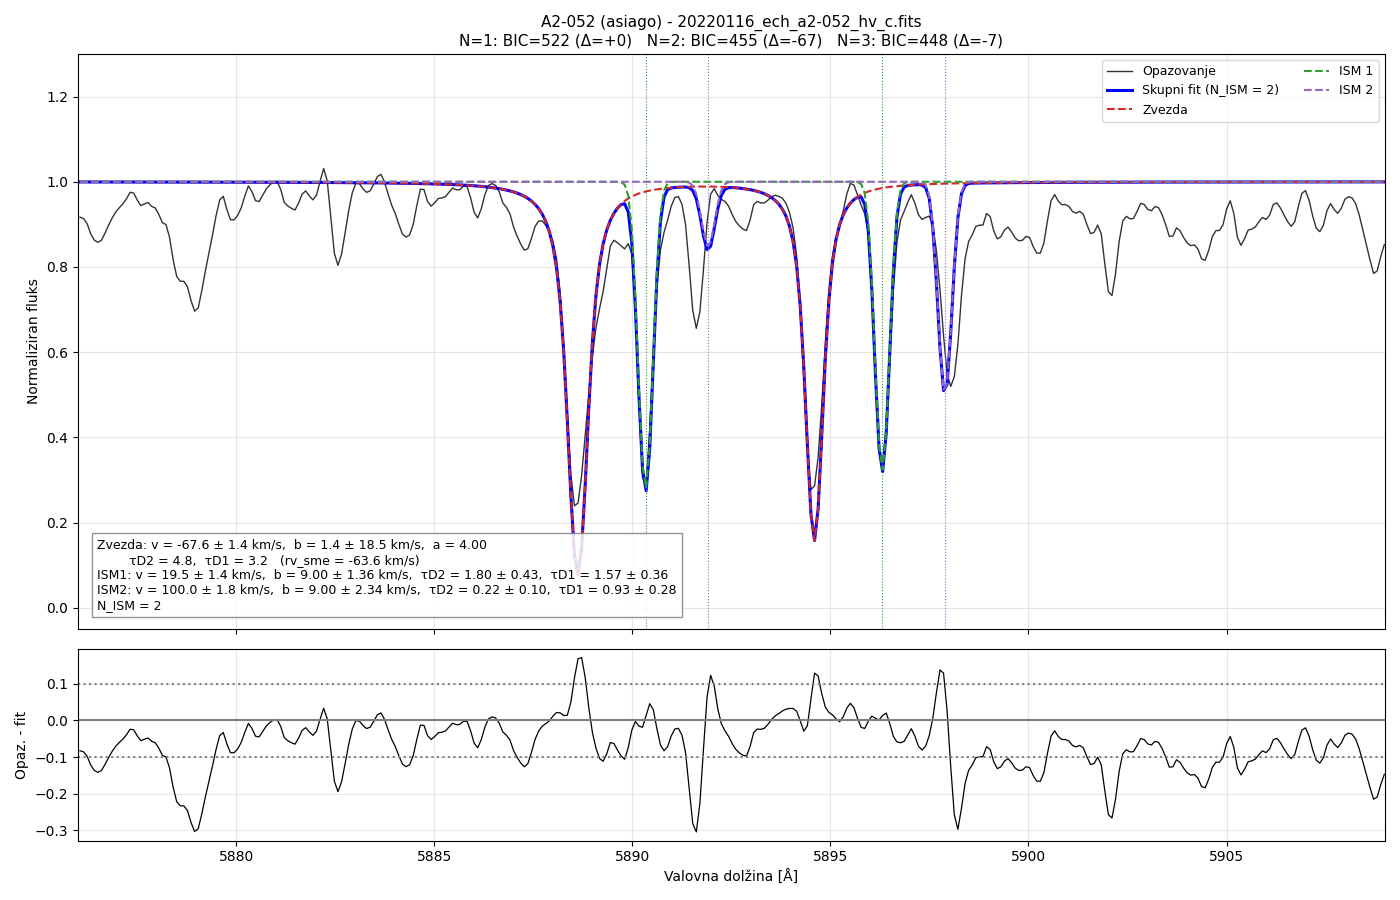 A2-052 (asiago) - 20220116_ech_a2-052_hv_c.fits
N=1: BIC=522 (Δ=+0)   N=2: BIC=455 (Δ=-67)   N=3: BIC=448 (Δ=-7)
Opazovanje
Skupni fit (N_ISM = 2)
Zvezda
ISM 1
ISM 2
Normaliziran fluks
1.2
1.0
0.8
0.6
0.4
0.2
0.0
Zvezda: v = -67.6 ± 1.4 km/s,  b = 1.4 ± 18.5 km/s,  a = 4.00
τD2 = 4.8,  τD1 = 3.2   (rv_sme = -63.6 km/s)
ISM1: v = 19.5 ± 1.4 km/s,  b = 9.00 ± 1.36 km/s,  τD2 = 1.80 ± 0.43,  τD1 = 1.57 ± 0.36
ISM2: v = 100.0 ± 1.8 km/s,  b = 9.00 ± 2.34 km/s,  τD2 = 0.22 ± 0.10,  τD1 = 0.93 ± 0.28
N_ISM = 2
Opaz. - fit
0.1
0.0
−0.1
−0.2
−0.3
5880 5885 5890 5895 5900 5905
Valovna dolžina [Å]